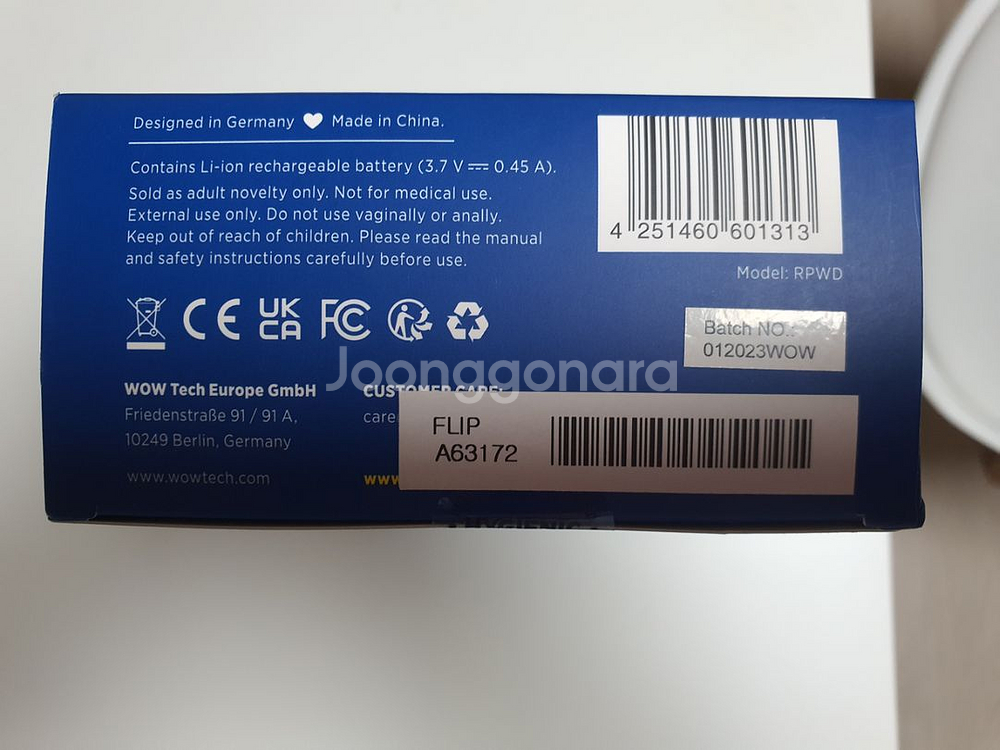 Designed in Germany ♥ Made in China.
Contains Li-ion rechargeable battery (3.7 V ⎓ 0.45 A).
Sold as adult novelty only. Not for medical use.
External use only. Do not use vaginally or anally.
Keep out of reach of children. Please read the manual
and safety instructions carefully before use.
4 251460 601313
Model: RPWD
CE UK CA FC
Batch NO.:
012023WOW
Joonggonara
WOW Tech Europe GmbH
Friedenstraße 91 / 91 A,
10249 Berlin, Germany
www.wowtech.com
CUSTOMER CARE:
care
www.
FLIP
A63172